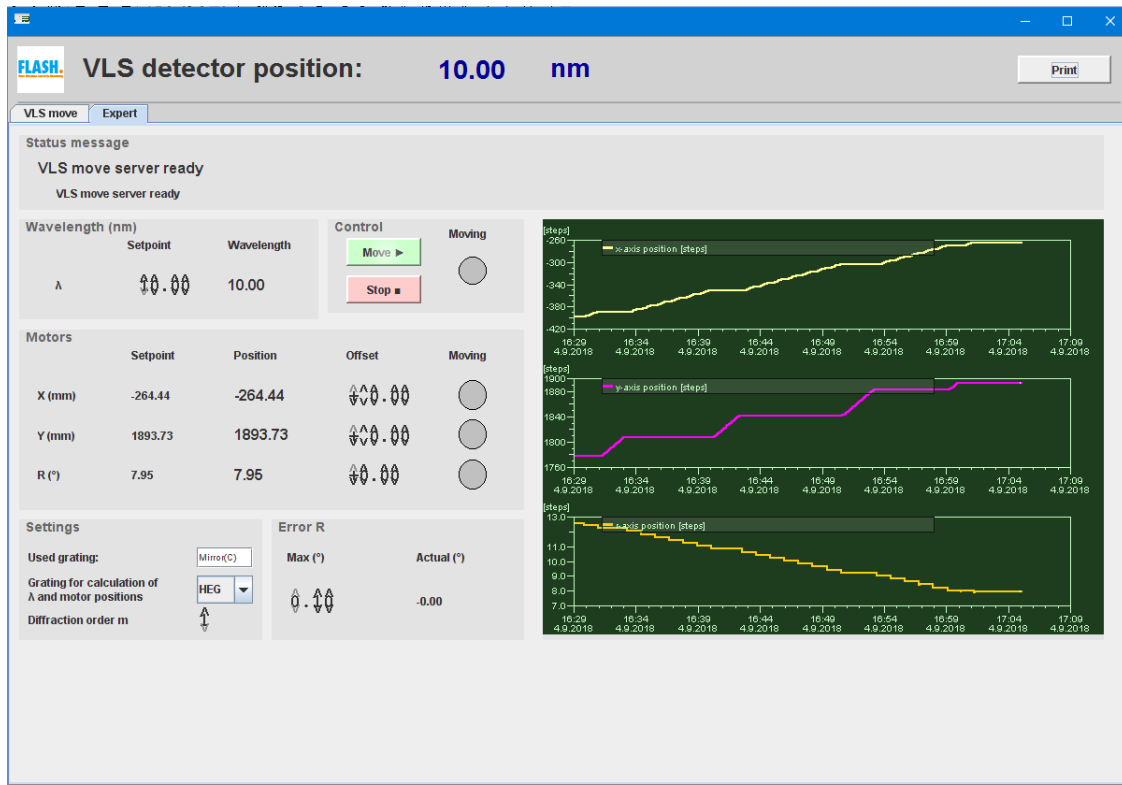 FLASH.
VLS detector position: 10.00 nm
Print
VLS move Expert
Status message
VLS move server ready
VLS move server ready
Wavelength (nm)
Setpoint Wavelength
λ 10.00 10.00
Control
Moving
Move ►
Stop ■
Motors
Setpoint Position Offset Moving
X (mm) -264.44 -264.44 +0.00
Y (mm) 1893.73 1893.73 +0.00
R (°) 7.95 7.95 +0.00
Settings
Used grating: Mirror(C)
Grating for calculation of
λ and motor positions HEG
Diffraction order m 1
Error R
Max (°) Actual (°)
0.10 -0.00
[steps]
x-axis position [steps]
-260
-300
-340
-380
-420
16:29 16:34 16:39 16:44 16:49 16:54 16:59 17:04 17:09
4.9.2018 4.9.2018 4.9.2018 4.9.2018 4.9.2018 4.9.2018 4.9.2018 4.9.2018 4.9.2018
[steps]
y-axis position [steps]
1900
1880
1840
1800
1760
16:29 16:34 16:39 16:44 16:49 16:54 16:59 17:04 17:09
4.9.2018 4.9.2018 4.9.2018 4.9.2018 4.9.2018 4.9.2018 4.9.2018 4.9.2018 4.9.2018
[steps]
r-axis position [steps]
13.0
11.0
10.0
9.0
8.0
7.0
16:29 16:34 16:39 16:44 16:49 16:54 16:59 17:04 17:09
4.9.2018 4.9.2018 4.9.2018 4.9.2018 4.9.2018 4.9.2018 4.9.2018 4.9.2018 4.9.2018